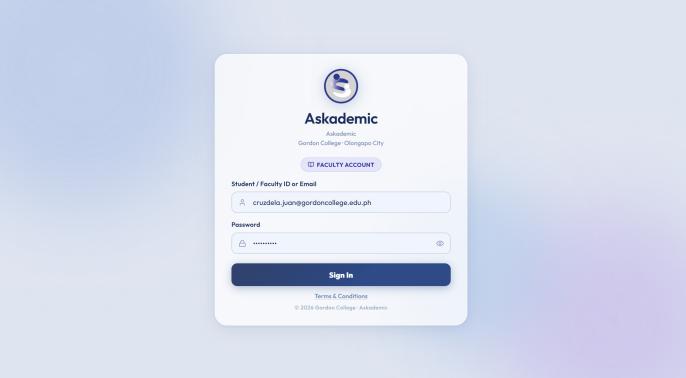 Askademic
Askademic
Gordon College · Olongapo City
FACULTY ACCOUNT
Student / Faculty ID or Email
cruzdela.juan@gordoncollege.edu.ph
Password
••••••••••
Sign In
Terms & Conditions
© 2026 Gordon College · Askademic